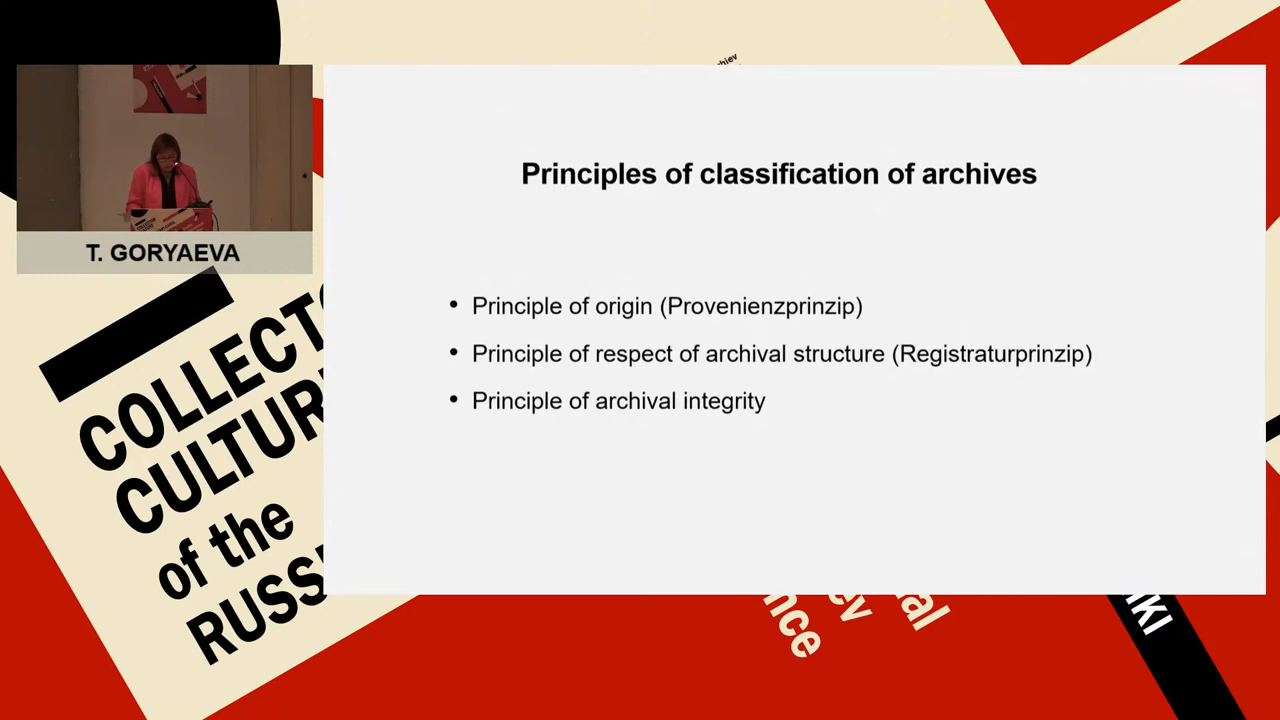 Principles of classification of archives
• Principle of origin (Provenienzprinzip)
• Principle of respect of archival structure (Registraturprinzip)
• Principle of archival integrity
T. GORYAEVA
COLLECT
CULTUR
of the
RUSS